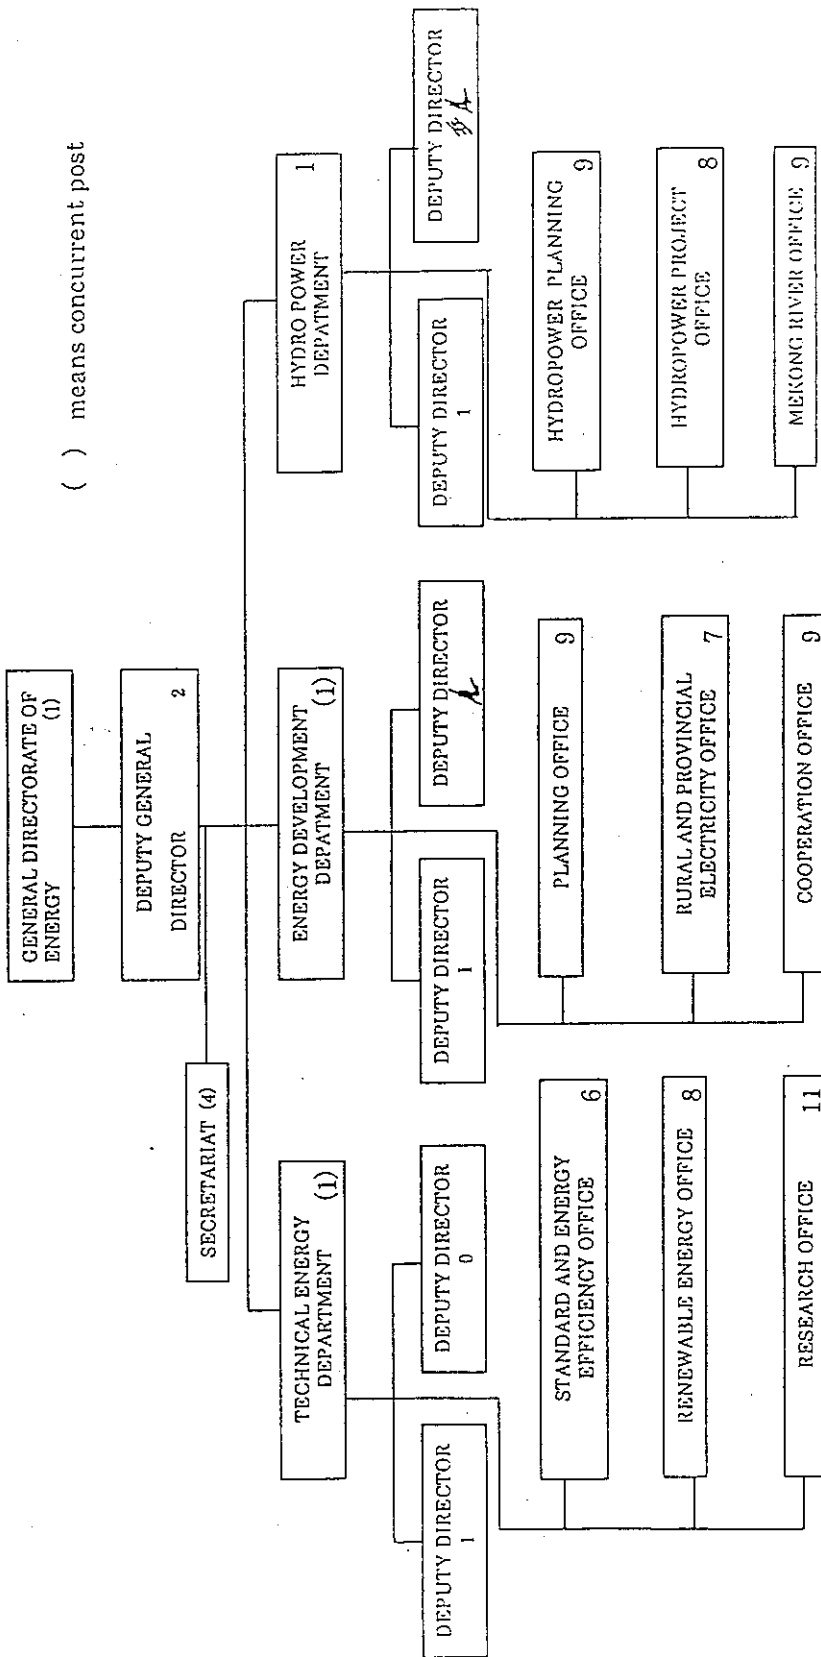 ( ) means concurrent post
GENERAL DIRECTORATE OF
ENERGY (1)
DEPUTY GENERAL
DIRECTOR 2
SECRETARIAT (4)
TECHNICAL ENERGY
DEPARTMENT (1)
ENERGY DEVELOPMENT
DEPATMENT (1)
HYDRO POWER
DEPATMENT 1
DEPUTY DIRECTOR
1
DEPUTY DIRECTOR
0
DEPUTY DIRECTOR
1
DEPUTY DIRECTOR
DEPUTY DIRECTOR
1
DEPUTY DIRECTOR
STANDARD AND ENERGY
EFFICIENCY OFFICE 6
RENEWABLE ENERGY OFFICE 8
RESEARCH OFFICE 11
PLANNING OFFICE 9
RURAL AND PROVINCIAL
ELECTRICITY OFFICE 7
COOPERATION OFFICE 9
HYDROPOWER PLANNING
OFFICE 9
HYDROPOWER PROJECT
OFFICE 8
MEKONG RIVER OFFICE 9